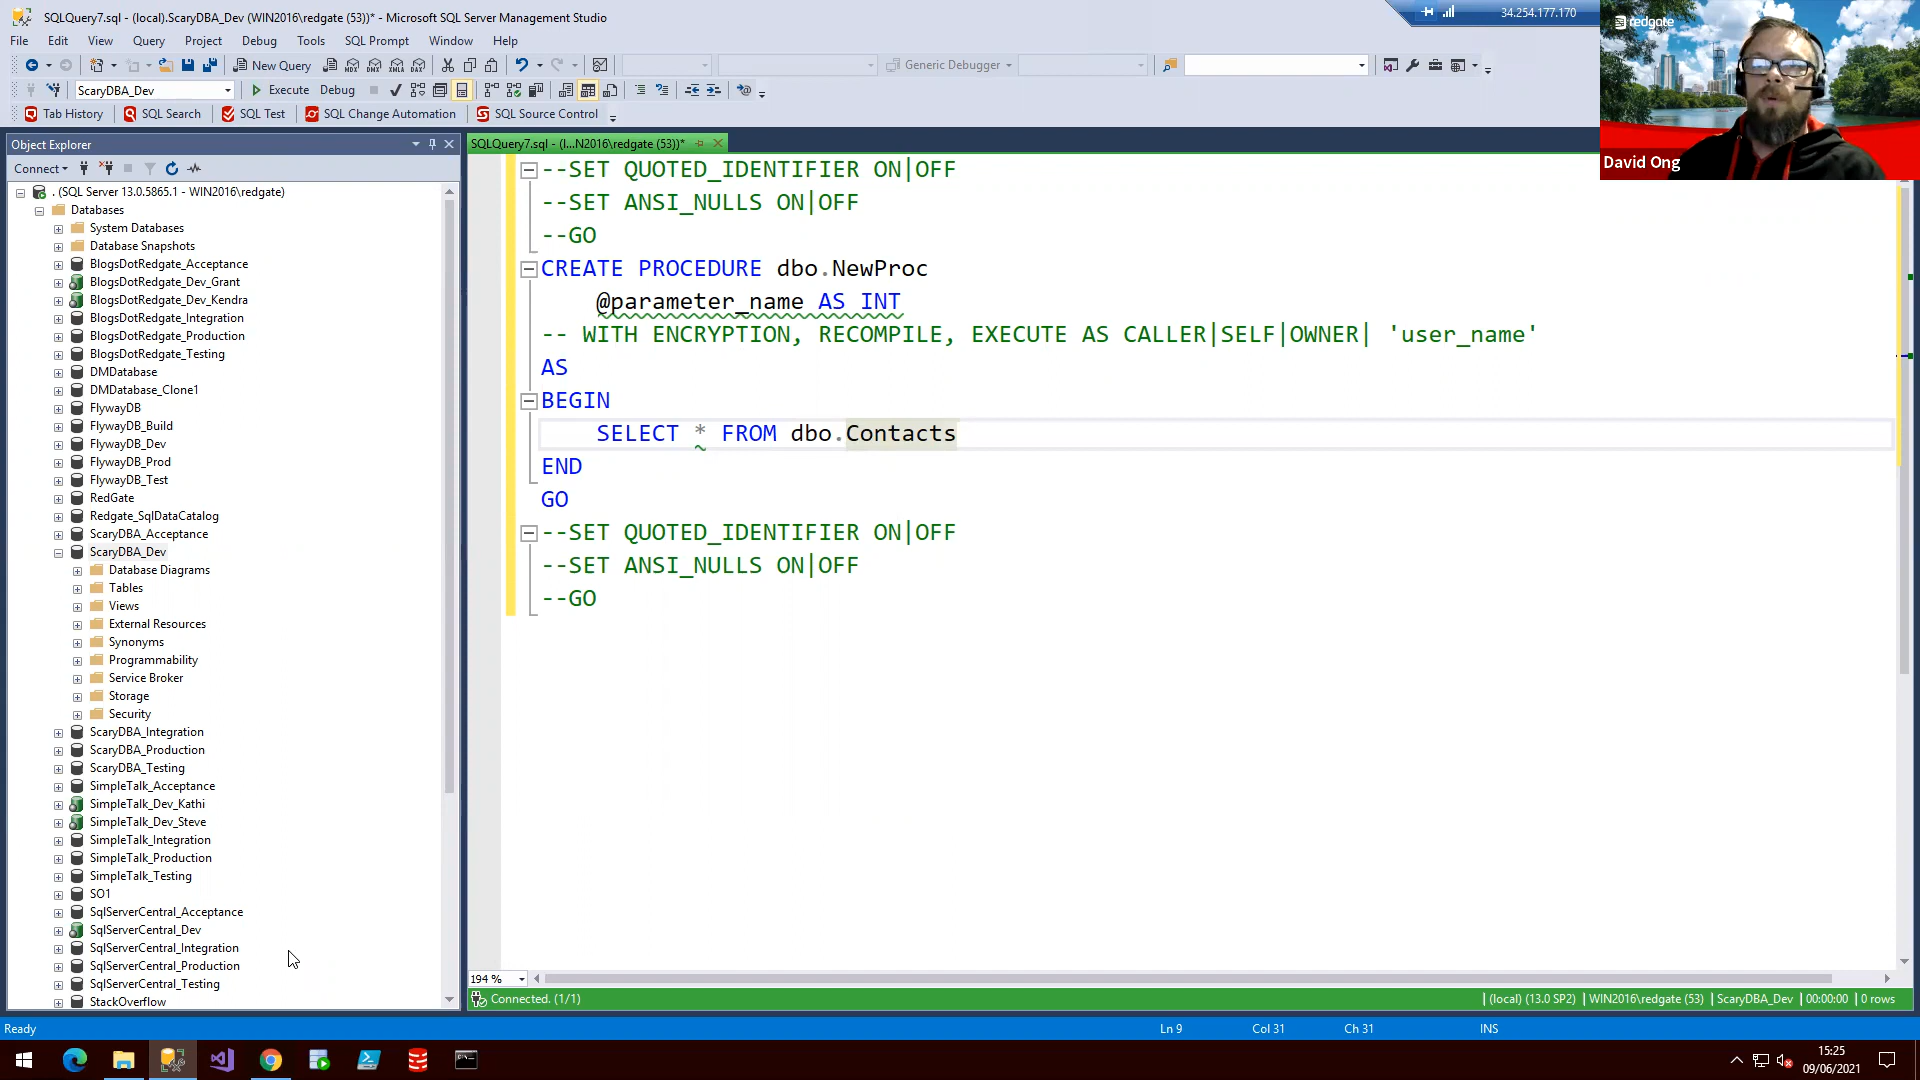 SQLQuery7.sql - (local).ScaryDBA_Dev (WIN2016\redgate (53))* - Microsoft SQL Server Management Studio
34.254.177.170
redgate
File Edit View Query Project Debug Tools SQL Prompt Window Help
New Query
MDX DMX XMLA DAX
Generic Debugger
ScaryDBA_Dev
Execute Debug
Tab History SQL Search SQL Test SQL Change Automation SQL Source Control
David Ong
Object Explorer
Connect
. (SQL Server 13.0.5865.1 - WIN2016\redgate)
Databases
System Databases
Database Snapshots
BlogsDotRedgate_Acceptance
BlogsDotRedgate_Dev_Grant
BlogsDotRedgate_Dev_Kendra
BlogsDotRedgate_Integration
BlogsDotRedgate_Production
BlogsDotRedgate_Testing
DMDatabase
DMDatabase_Clone1
FlywayDB
FlywayDB_Build
FlywayDB_Dev
FlywayDB_Prod
FlywayDB_Test
RedGate
Redgate_SqlDataCatalog
ScaryDBA_Acceptance
ScaryDBA_Dev
Database Diagrams
Tables
Views
External Resources
Synonyms
Programmability
Service Broker
Storage
Security
ScaryDBA_Integration
ScaryDBA_Production
ScaryDBA_Testing
SimpleTalk_Acceptance
SimpleTalk_Dev_Kathi
SimpleTalk_Dev_Steve
SimpleTalk_Integration
SimpleTalk_Production
SimpleTalk_Testing
SO1
SqlServerCentral_Acceptance
SqlServerCentral_Dev
SqlServerCentral_Integration
SqlServerCentral_Production
SqlServerCentral_Testing
StackOverflow
SQLQuery7.sql - (l...N2016\redgate (53))*
--SET QUOTED_IDENTIFIER ON|OFF
--SET ANSI_NULLS ON|OFF
--GO
CREATE PROCEDURE dbo.NewProc
@parameter_name AS INT
-- WITH ENCRYPTION, RECOMPILE, EXECUTE AS CALLER|SELF|OWNER| 'user_name'
AS
BEGIN
SELECT * FROM dbo.Contacts
END
GO
--SET QUOTED_IDENTIFIER ON|OFF
--SET ANSI_NULLS ON|OFF
--GO
194 %
Connected. (1/1)
(local) (13.0 SP2) WIN2016\redgate (53) ScaryDBA_Dev 00:00:00 0 rows
Ready
Ln 9 Col 31 Ch 31 INS
15:25
09/06/2021